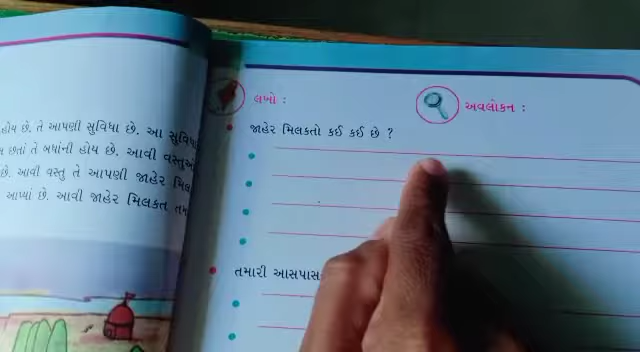 હોય છે. તે આપણી સુવિધા છે. આ
છતાં તે બધાંની હોય છે. આવી
છે. આવી વસ્તુ તે આપણી જાહેર
આપ્યાં છે. આવી જાહેર મિલકત
લખો :
અવલોકન :
જાહેર મિલકતો કઈ કઈ છે ?
તમારી આસપાસ